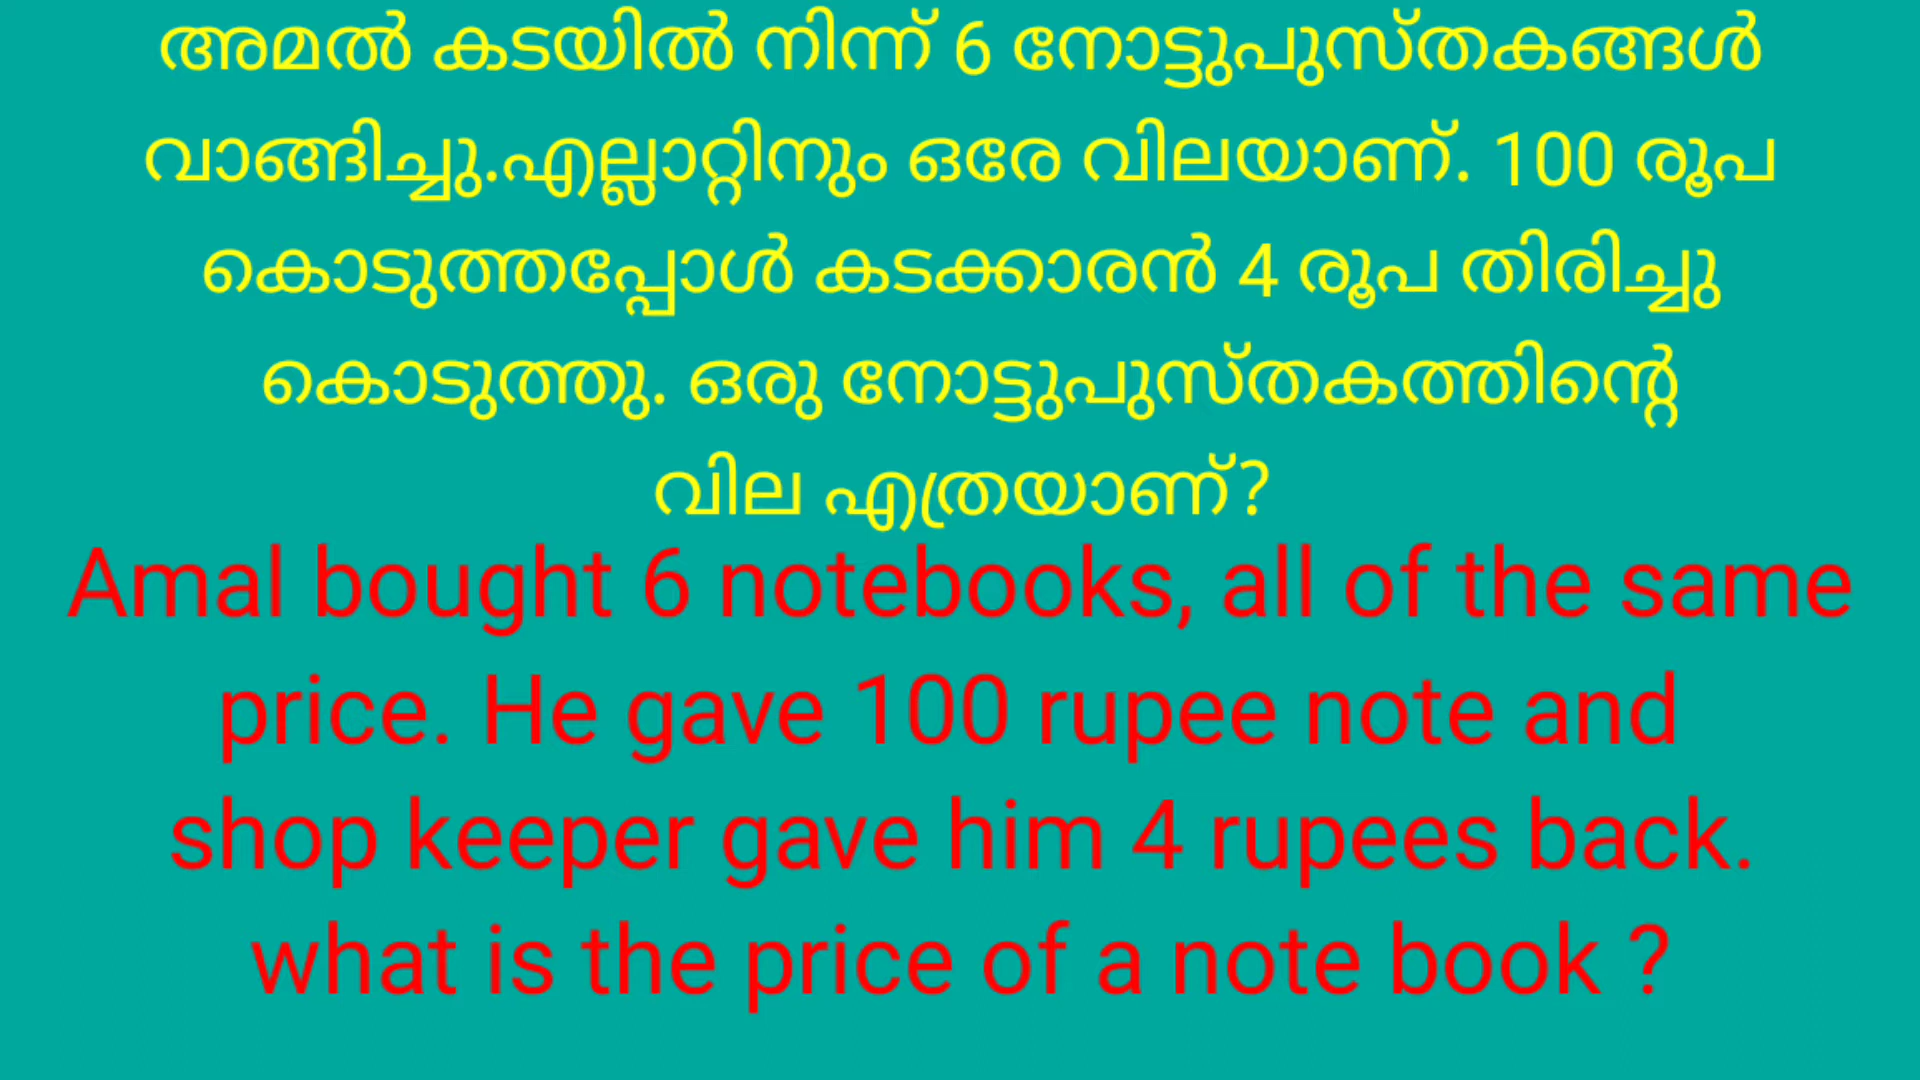 അമൽ കടയിൽ നിന്ന് 6 നോട്ടുപുസ്തകങ്ങൾ
വാങ്ങിച്ചു.എല്ലാറ്റിനും ഒരേ വിലയാണ്. 100 രൂപ
കൊടുത്തപ്പോൾ കടക്കാരൻ 4 രൂപ തിരിച്ചു
കൊടുത്തു. ഒരു നോട്ടുപുസ്തകത്തിന്റെ
വില എത്രയാണ്?
Amal bought 6 notebooks, all of the same
price. He gave 100 rupee note and
shop keeper gave him 4 rupees back.
what is the price of a note book ?